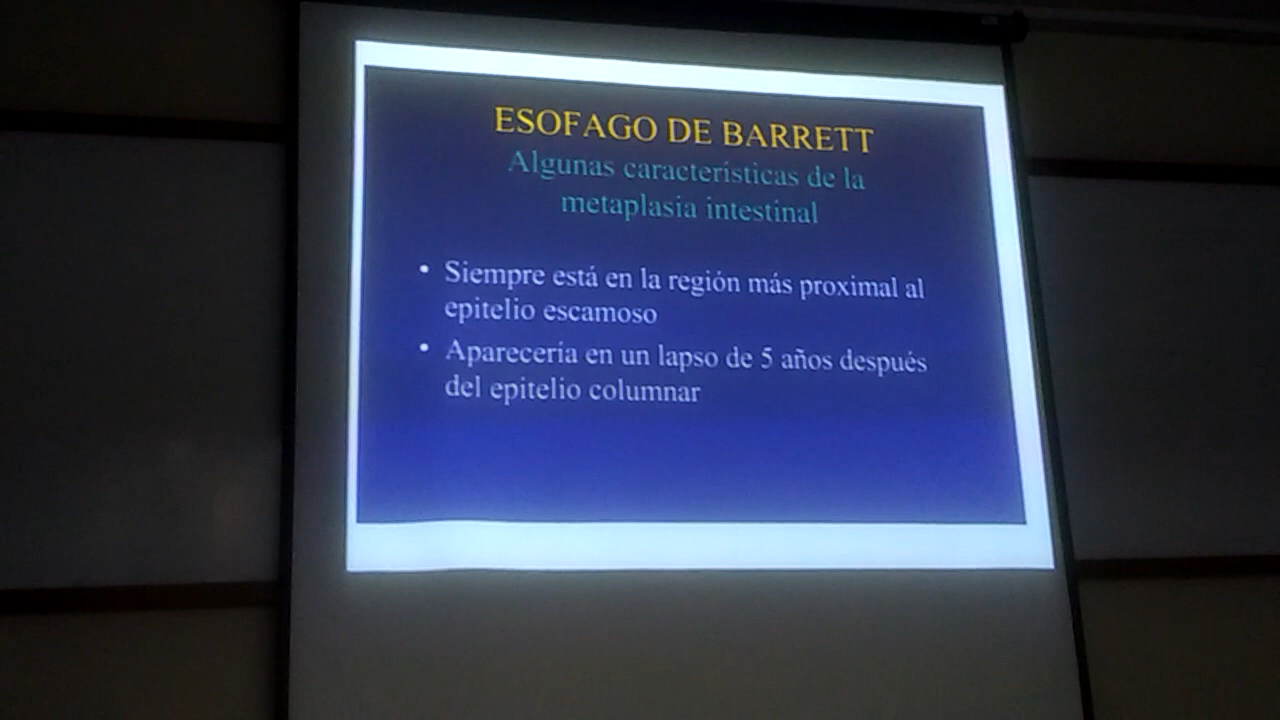 ESOFAGO DE BARRETT
Algunas características de la
metaplasia intestinal
• Siempre está en la región más proximal al
epitelio escamoso
• Aparecería en un lapso de 5 años después
del epitelio columnar